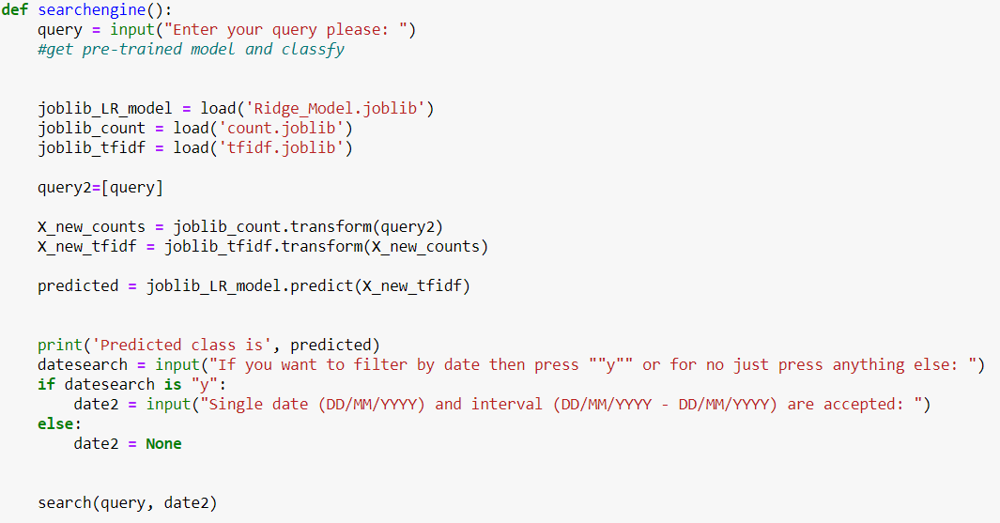 def searchengine():
    query = input("Enter your query please: ")
    #get pre-trained model and classfy
    joblib_LR_model = load('Ridge_Model.joblib')
    joblib_count = load('count.joblib')
    joblib_tfidf = load('tfidf.joblib')
    query2=[query]
    X_new_counts = joblib_count.transform(query2)
    X_new_tfidf = joblib_tfidf.transform(X_new_counts)
    predicted = joblib_LR_model.predict(X_new_tfidf)
    print('Predicted class is', predicted)
    datesearch = input("If you want to filter by date then press ""y"" or for no just press anything else: ")
    if datesearch is "y":
        date2 = input("Single date (DD/MM/YYYY) and interval (DD/MM/YYYY - DD/MM/YYYY) are accepted: ")
    else:
        date2 = None
    search(query, date2)